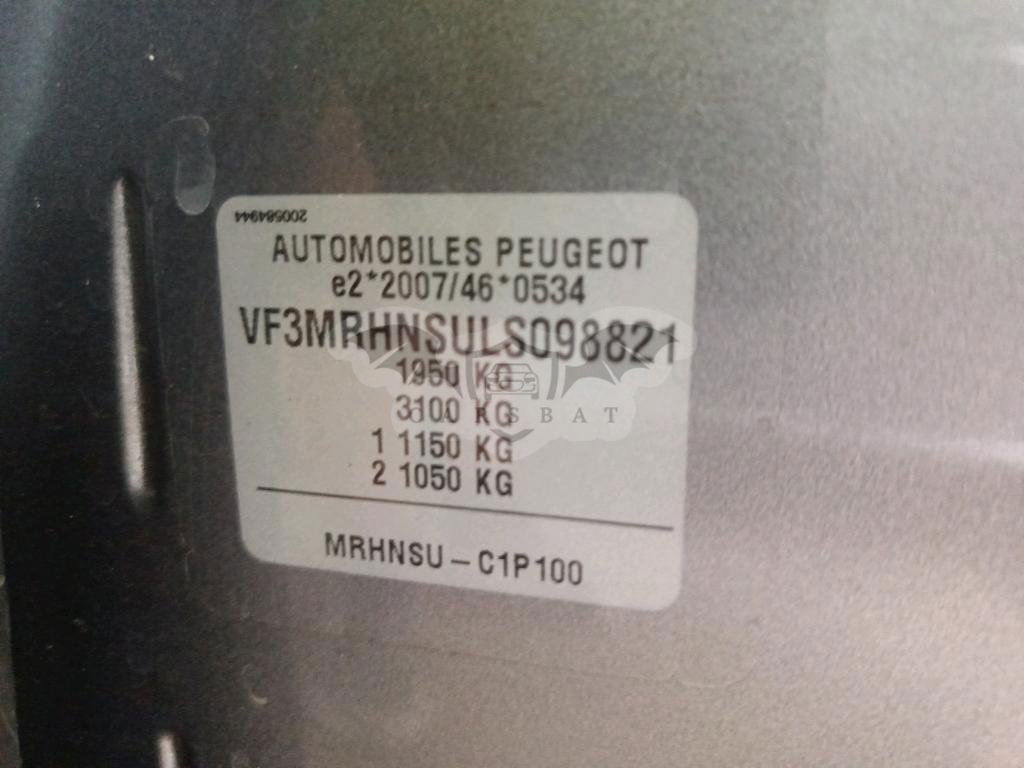 200584944
AUTOMOBILES PEUGEOT
e2*2007/46*0534
VF3MRHNSULS098821
1950 KG
3100 KG
1 1150 KG
2 1050 KG
MRHNSU-C1P100